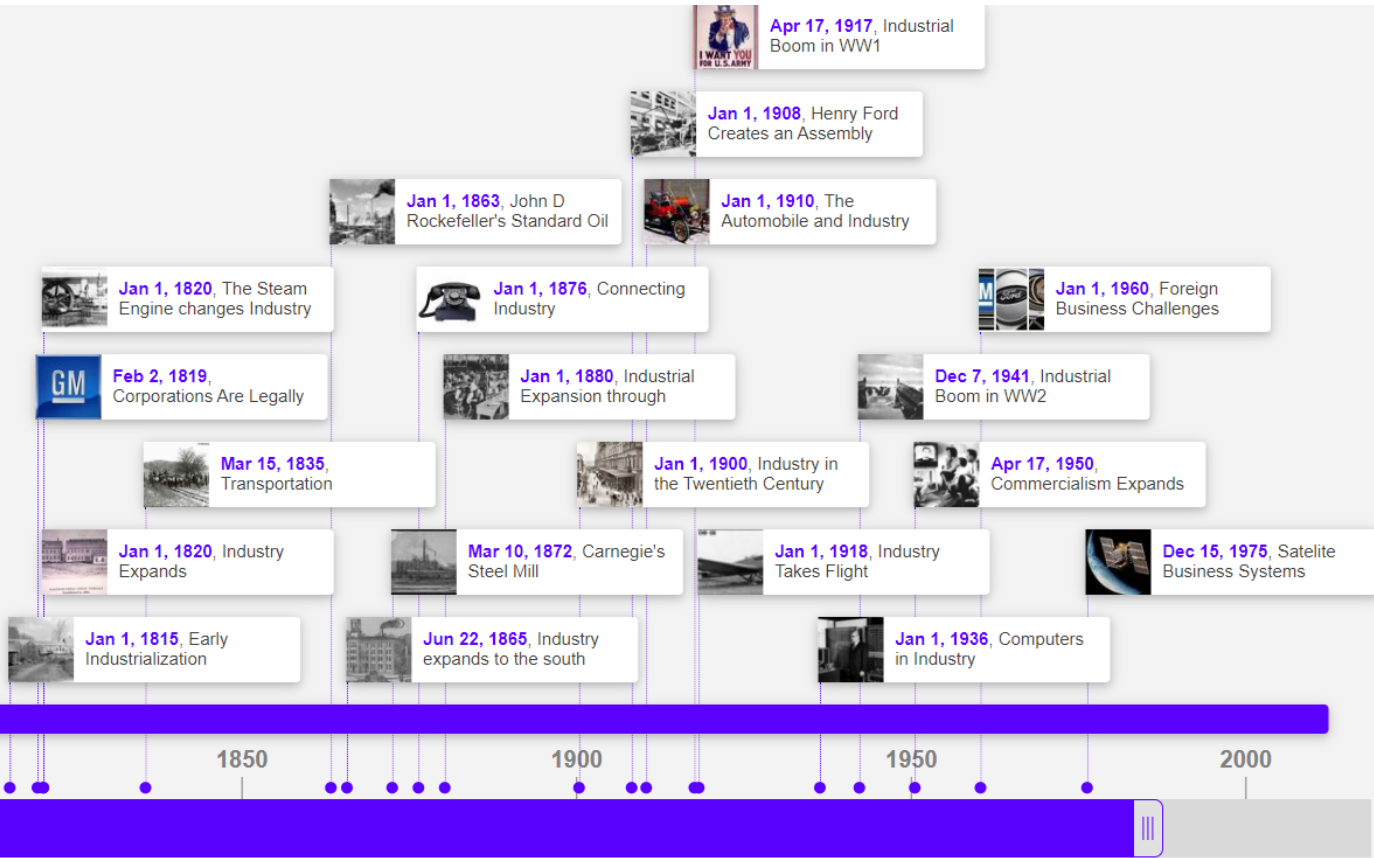 Apr 17, 1917, Industrial
Boom in WW1
I WANT YOU
FOR U.S. ARMY
Jan 1, 1908, Henry Ford
Creates an Assembly
Jan 1, 1863, John D
Rockefeller's Standard Oil
Jan 1, 1910, The
Automobile and Industry
Jan 1, 1820, The Steam
Engine changes Industry
Jan 1, 1876, Connecting
Industry
Jan 1, 1960, Foreign
Business Challenges
M
Ford
GM
Feb 2, 1819,
Corporations Are Legally
Jan 1, 1880, Industrial
Expansion through
Dec 7, 1941, Industrial
Boom in WW2
Mar 15, 1835,
Transportation
Jan 1, 1900, Industry in
the Twentieth Century
Apr 17, 1950,
Commercialism Expands
Jan 1, 1820, Industry
Expands
Mar 10, 1872, Carnegie's
Steel Mill
Jan 1, 1918, Industry
Takes Flight
Dec 15, 1975, Satelite
Business Systems
Jan 1, 1815, Early
Industrialization
Jun 22, 1865, Industry
expands to the south
Jan 1, 1936, Computers
in Industry
1850
1900
1950
2000